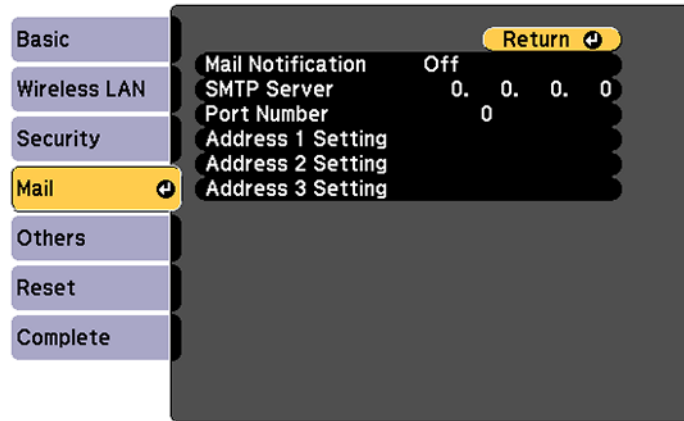 Basic
Wireless LAN
Security
Mail
Others
Reset
Complete
Return
Mail Notification Off
SMTP Server 0. 0. 0. 0
Port Number 0
Address 1 Setting
Address 2 Setting
Address 3 Setting